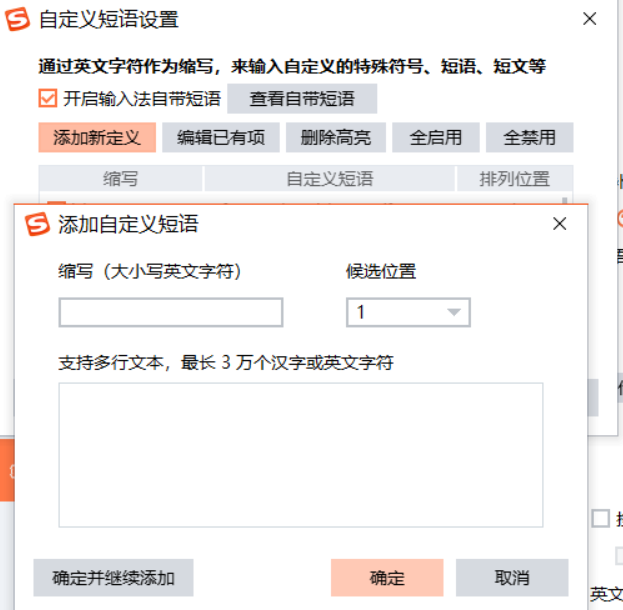 自定义短语设置
通过英文字符作为缩写，来输入自定义的特殊符号、短语、短文等
开启输入法自带短语 查看自带短语
添加新定义 编辑已有项 删除高亮 全启用 全禁用
缩写 自定义短语 排列位置
添加自定义短语
缩写（大小写英文字符） 候选位置
1
支持多行文本，最长 3 万个汉字或英文字符
确定并继续添加 确定 取消
英文